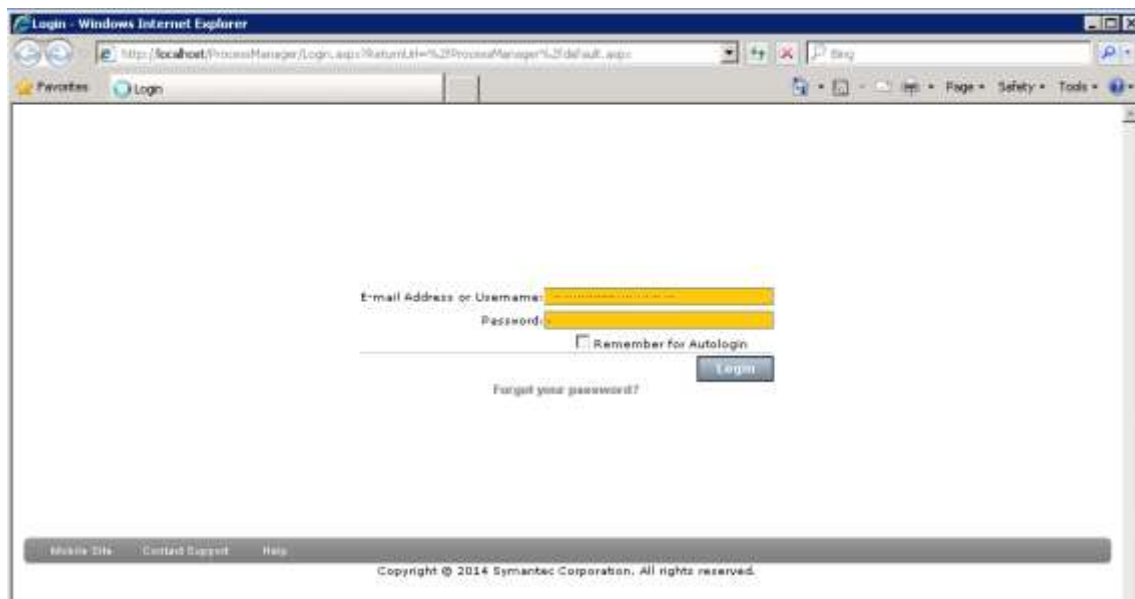 Login - Windows Internet Explorer
http://localhost/ProcessManager/Login.aspx?ReturnUrl=%2fProcessManager%2fdefault.aspx
Bing
Favorites
Login
Page
Safety
Tools
E-mail Address or Username:
Password:
Remember for Autologin
Login
Forgot your password?
Mobile Site Contact Support Help
Copyright © 2014 Symantec Corporation. All rights reserved.